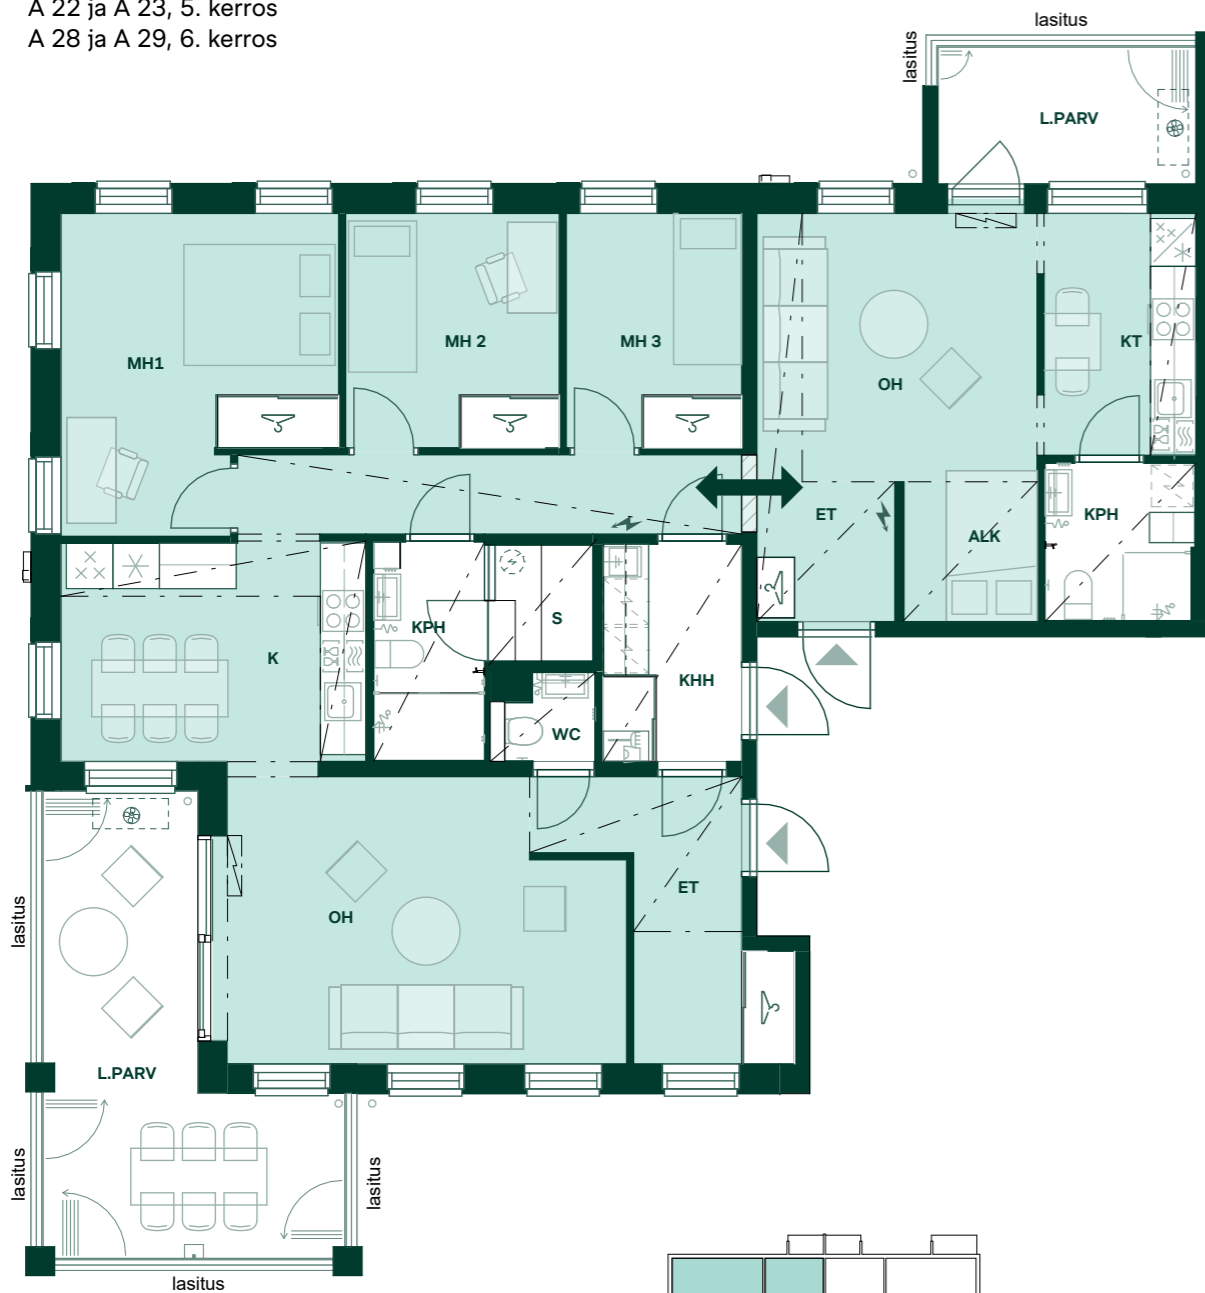 A 22 ja A 23, 5. kerros
A 28 ja A 29, 6. kerros
lasitus
lasitus
L.PARV
MH1
MH 2
MH 3
OH
KT
ET
ALK
KPH
K
KPH
S
KHH
WC
OH
ET
lasitus
L.PARV
lasitus
lasitus
lasitus